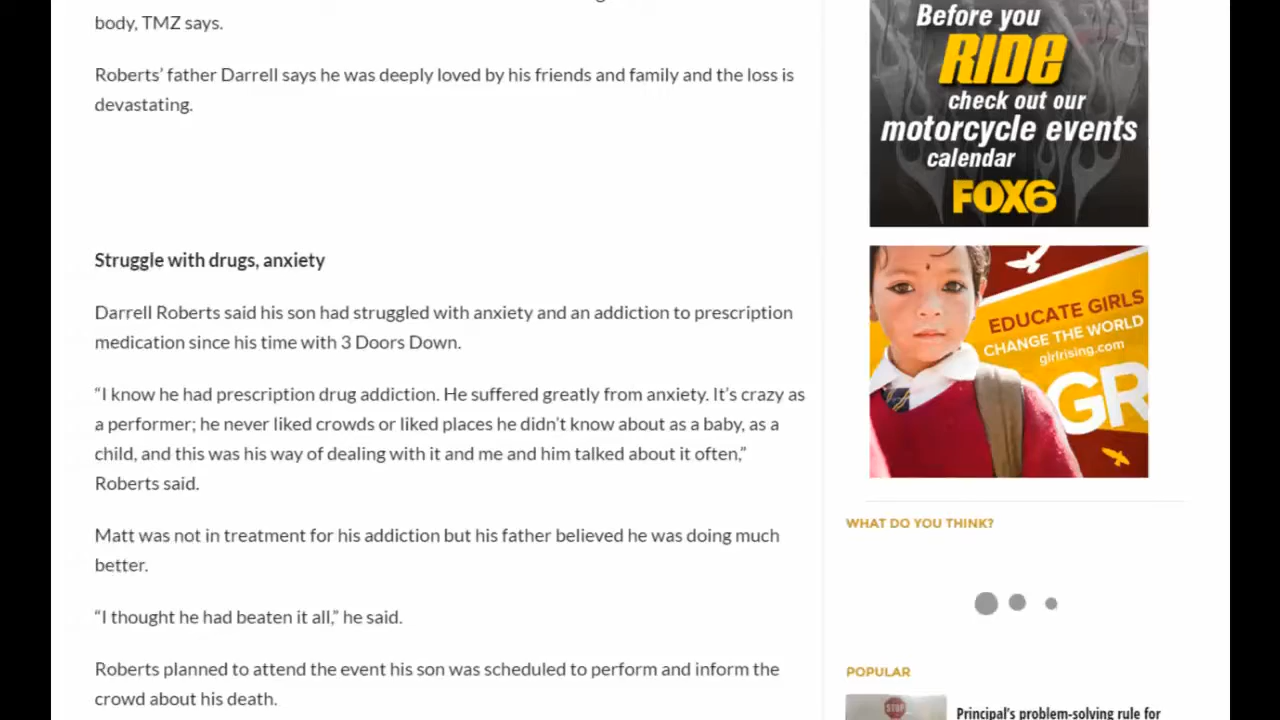 body, TMZ says.
Roberts’ father Darrell says he was deeply loved by his friends and family and the loss is
devastating.
Struggle with drugs, anxiety
Darrell Roberts said his son had struggled with anxiety and an addiction to prescription
medication since his time with 3 Doors Down.
“I know he had prescription drug addiction. He suffered greatly from anxiety. It’s crazy as
a performer; he never liked crowds or liked places he didn’t know about as a baby, as a
child, and this was his way of dealing with it and me and him talked about it often,”
Roberts said.
Matt was not in treatment for his addiction but his father believed he was doing much
better.
“I thought he had beaten it all,” he said.
Roberts planned to attend the event his son was scheduled to perform and inform the
crowd about his death.
Before you
RIDE
check out our
motorcycle events
calendar
FOX6
EDUCATE GIRLS
CHANGE THE WORLD
girlrising.com
GR
WHAT DO YOU THINK?
POPULAR
STOP
Principal’s problem-solving rule for